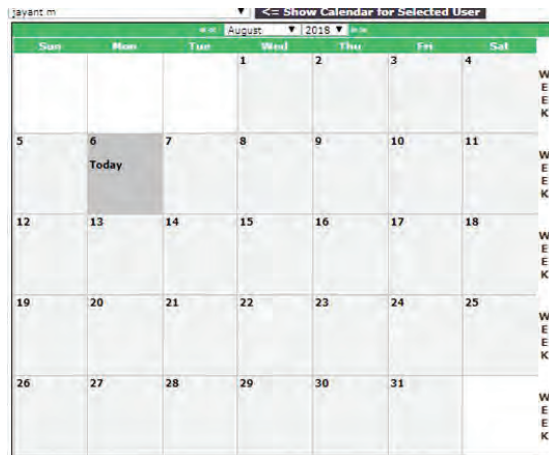 jayant m ▼ <= Show Calendar for Selected User
«« August ▼ 2018 ▼ »»
Sun Mon Tue Wed Thu Fri Sat
1 2 3 4
W
E
E
K
5 6 7 8 9 10 11
Today
W
E
E
K
12 13 14 15 16 17 18
W
E
E
K
19 20 21 22 23 24 25
W
E
E
K
26 27 28 29 30 31
W
E
E
K